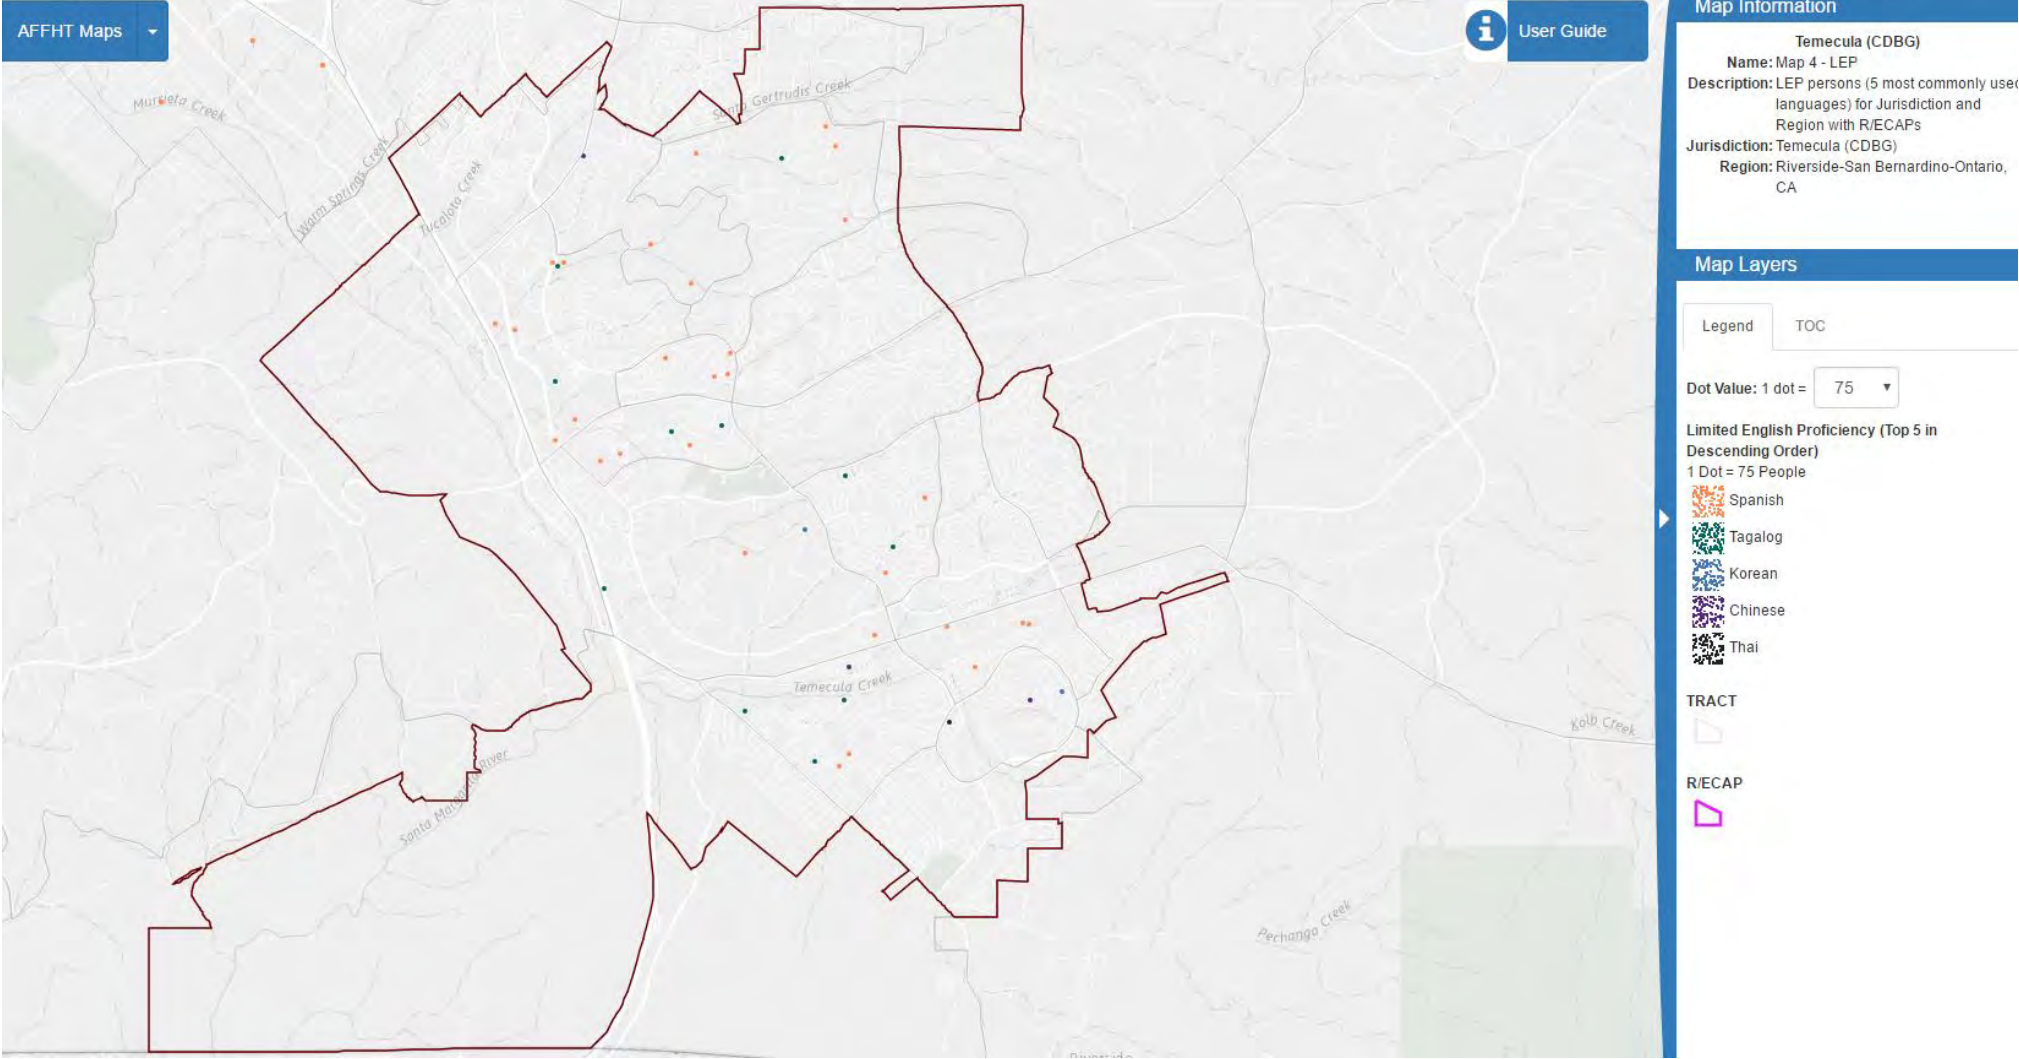 AFFHT Maps
User Guide
Map Information
Temecula (CDBG)
Name: Map 4 - LEP
Description: LEP persons (5 most commonly used
languages) for Jurisdiction and
Region with R/ECAPs
Jurisdiction: Temecula (CDBG)
Region: Riverside-San Bernardino-Ontario,
CA
Map Layers
Legend
TOC
Dot Value: 1 dot = 75
Limited English Proficiency (Top 5 in
Descending Order)
1 Dot = 75 People
Spanish
Tagalog
Korean
Chinese
Thai
TRACT
R/ECAP
Murrieta Creek
Warm Springs Creek
Tucalota Creek
Santa Gertrudis Creek
Temecula Creek
Santa Margarita River
Kolb Creek
Pechanga Creek
Riverside